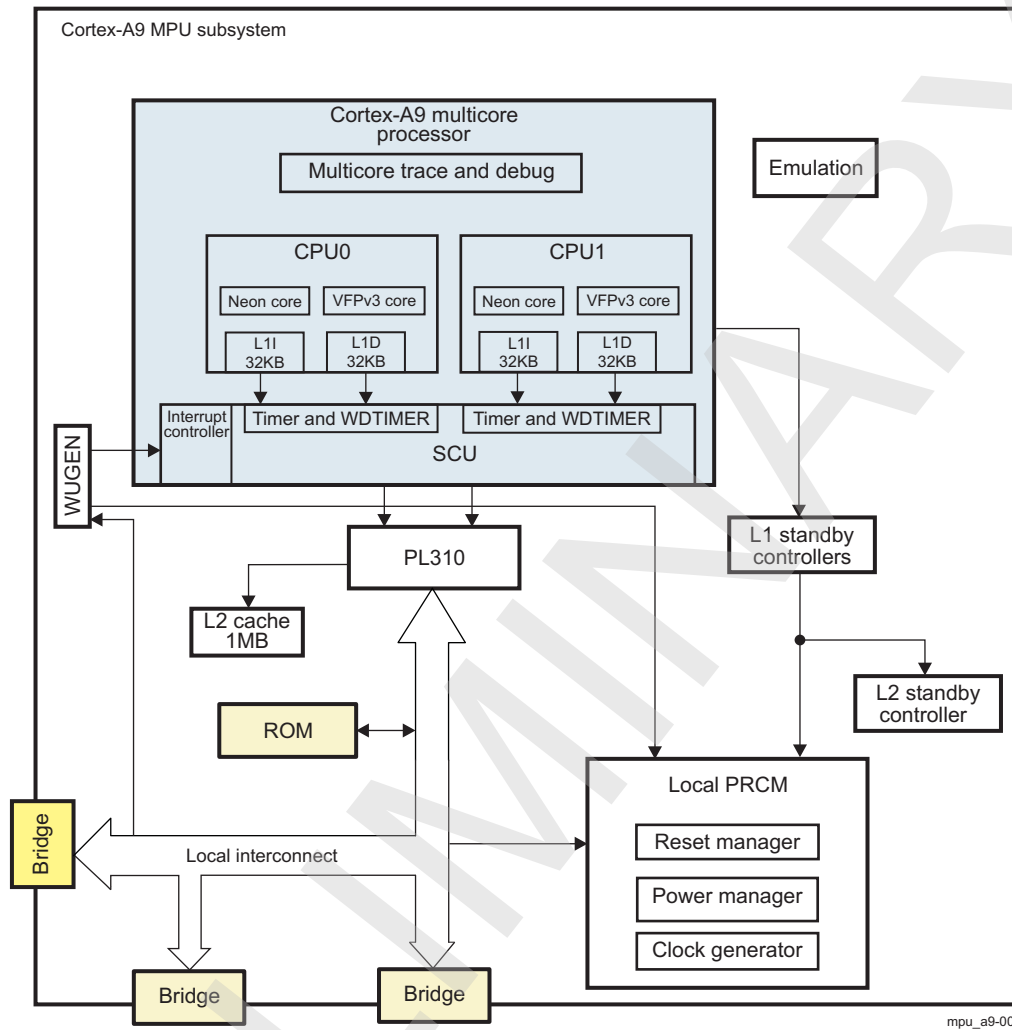 Cortex-A9 MPU subsystem
Cortex-A9 multicore
processor
Multicore trace and debug
Emulation
CPU0
CPU1
Neon core
VFPv3 core
Neon core
VFPv3 core
L1I
32KB
L1D
32KB
L1I
32KB
L1D
32KB
Interrupt
controller
Timer and WDTIMER
Timer and WDTIMER
SCU
WUGEN
PL310
L1 standby
controllers
L2 cache
1MB
L2 standby
controller
ROM
Local PRCM
Reset manager
Power manager
Clock generator
Bridge
Local interconnect
Bridge
Bridge
mpu_a9-00